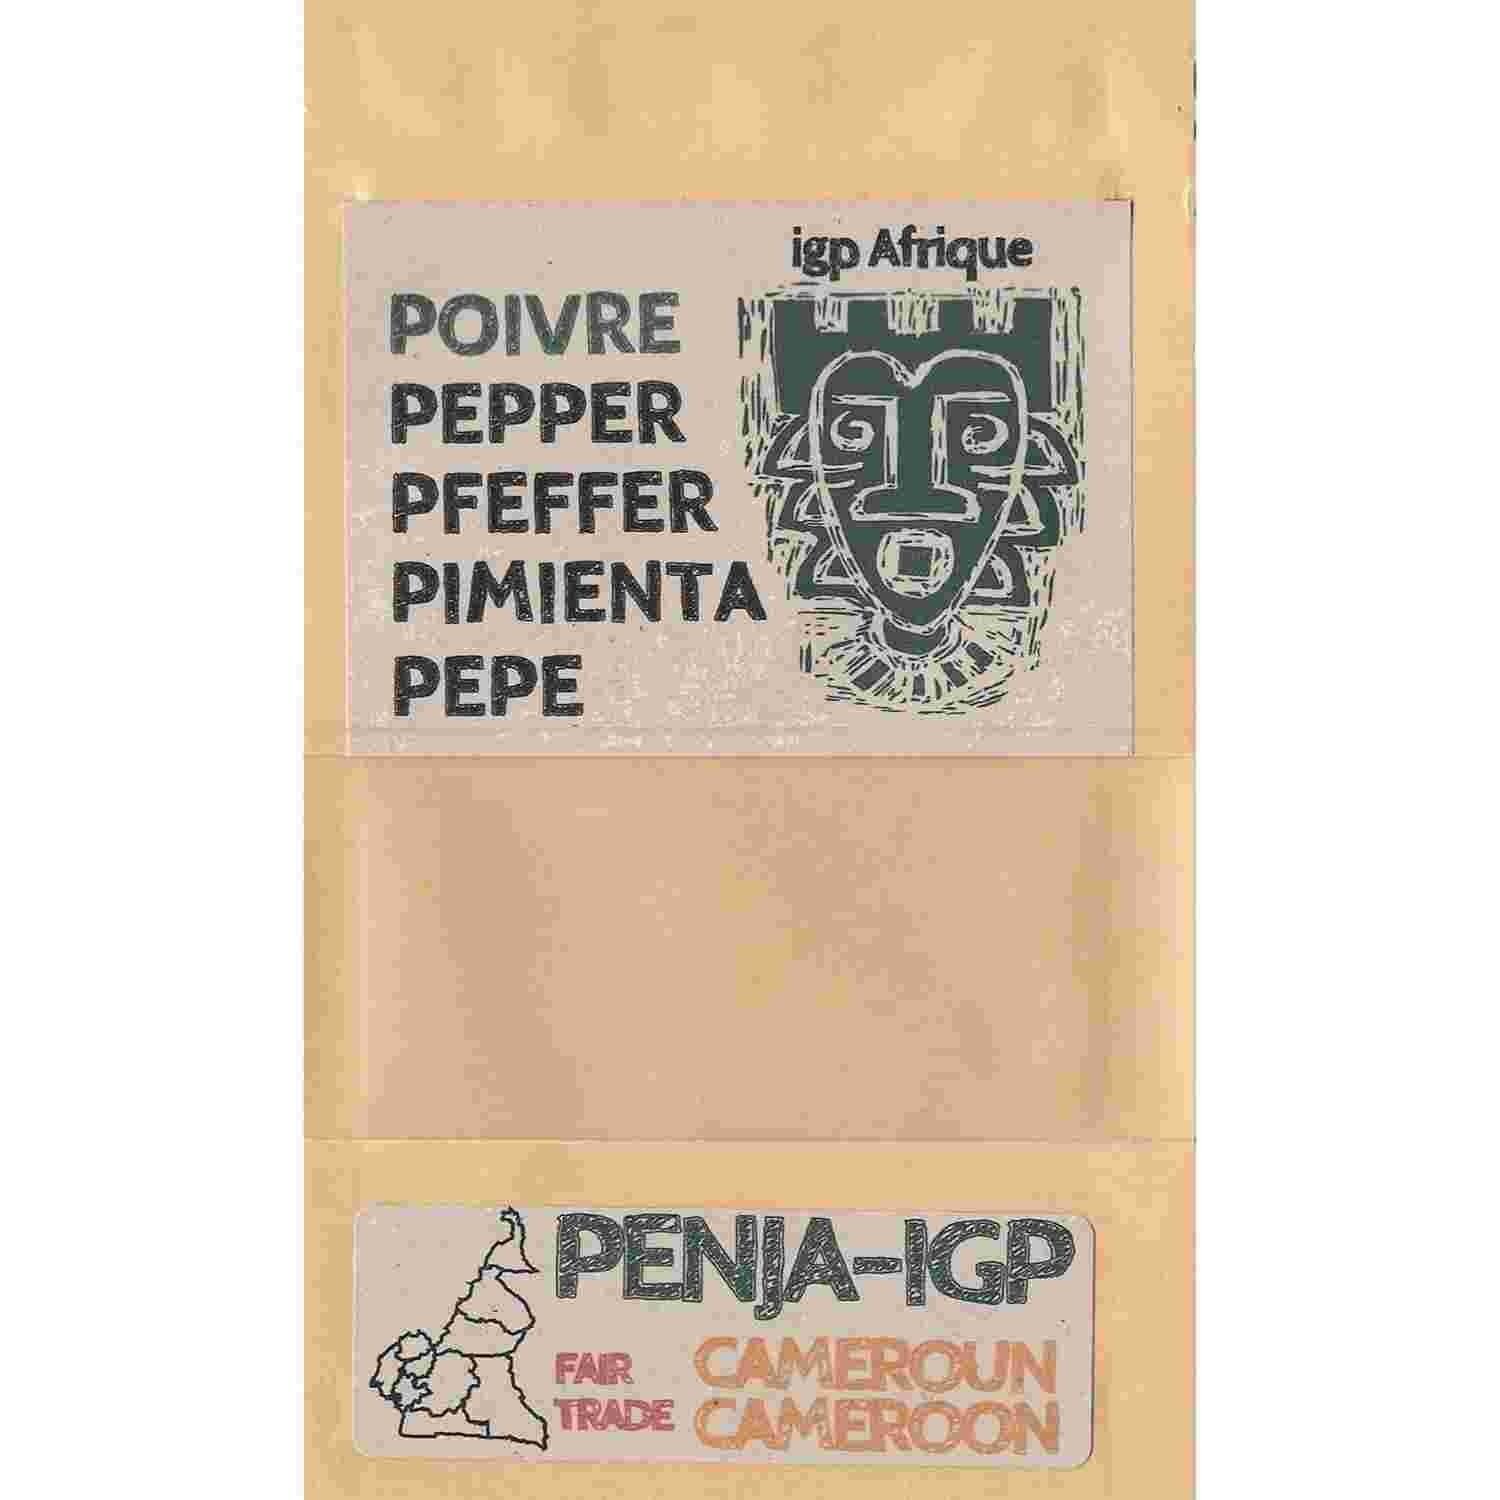 igp Afrique
POIVRE
PEPPER
PFEFFER
PIMIENTA
PEPE
PENJA-IGP
FAIR
TRADE
CAMEROUN
CAMEROON